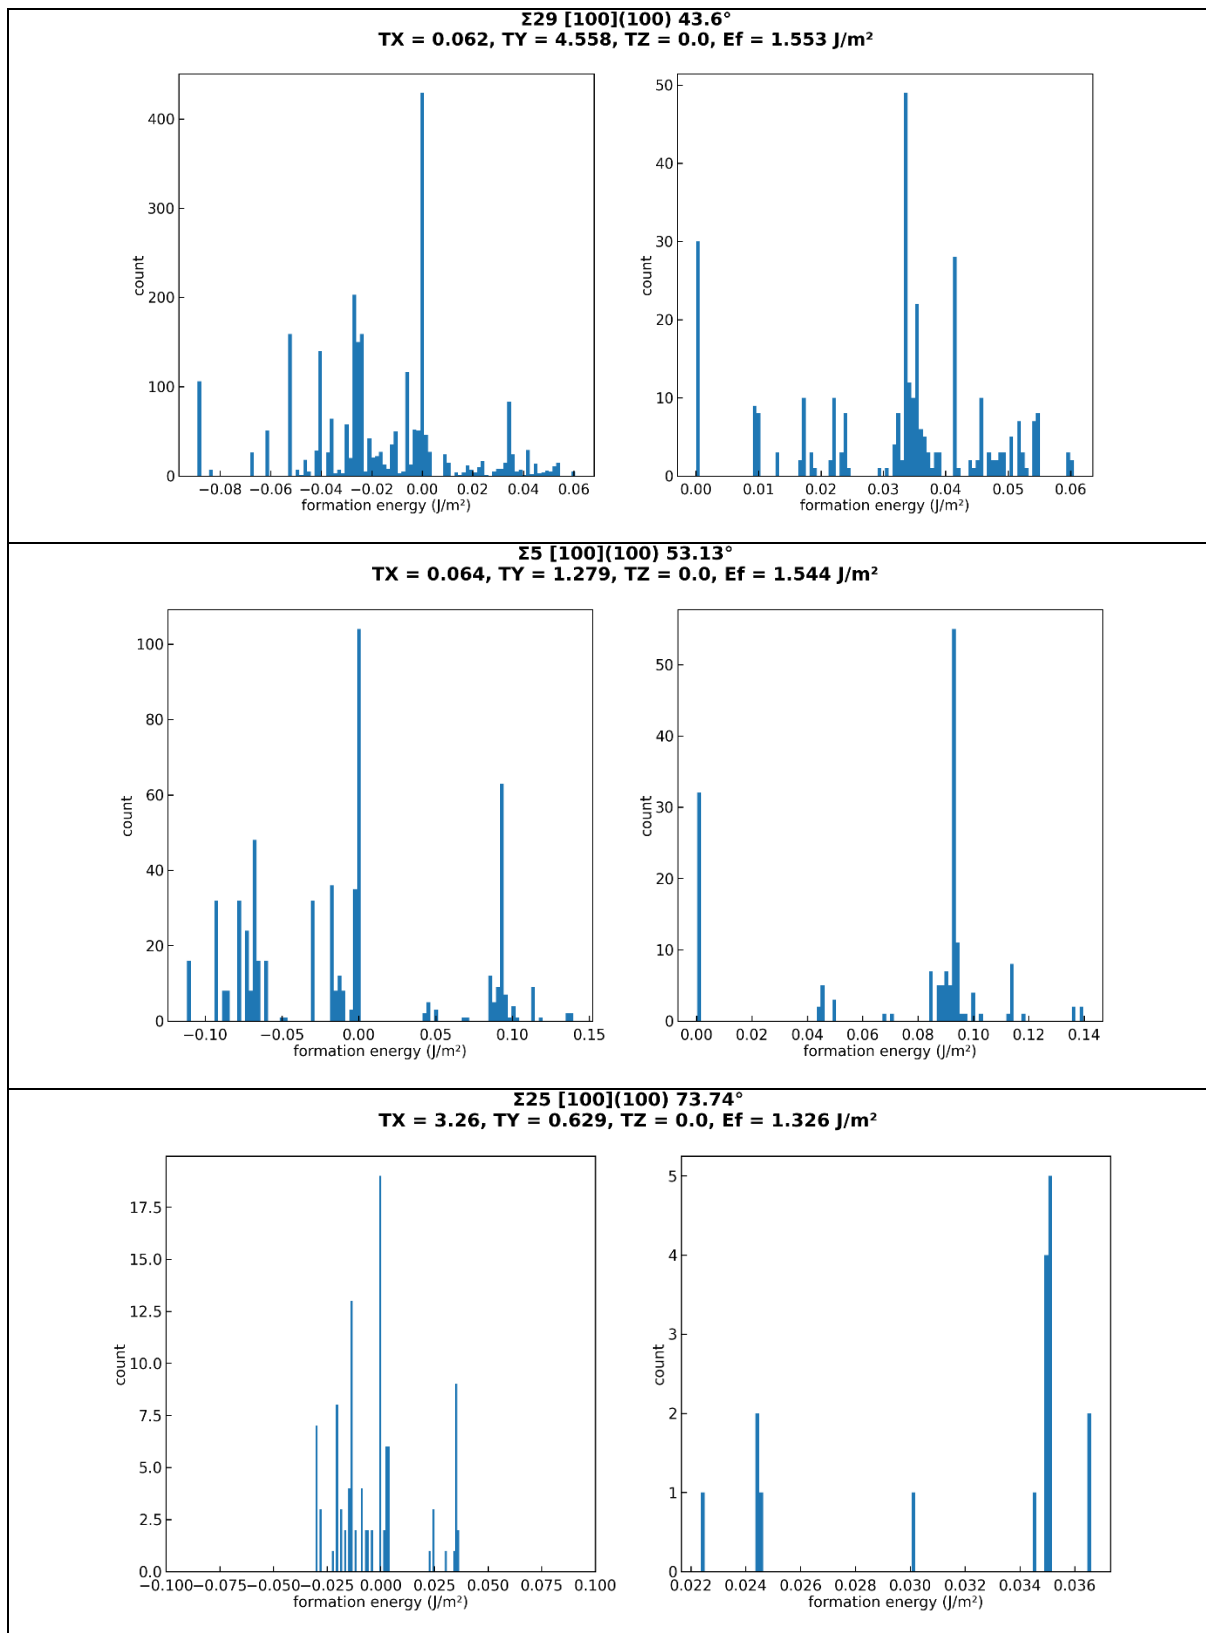 Σ29 [100](100) 43.6°
TX = 0.062, TY = 4.558, TZ = 0.0, Ef = 1.553 J/m²
400
300
200
100
0
count
−0.08 −0.06 −0.04 −0.02 0.00 0.02 0.04 0.06
formation energy (J/m²)
50
40
30
20
10
0
count
0.00 0.01 0.02 0.03 0.04 0.05 0.06
formation energy (J/m²)
Σ5 [100](100) 53.13°
TX = 0.064, TY = 1.279, TZ = 0.0, Ef = 1.544 J/m²
100
80
60
40
20
0
count
−0.10 −0.05 0.00 0.05 0.10 0.15
formation energy (J/m²)
50
40
30
20
10
0
count
0.00 0.02 0.04 0.06 0.08 0.10 0.12 0.14
formation energy (J/m²)
Σ25 [100](100) 73.74°
TX = 3.26, TY = 0.629, TZ = 0.0, Ef = 1.326 J/m²
17.5
15.0
12.5
10.0
7.5
5.0
2.5
0.0
count
−0.100 −0.075 −0.050 −0.025 0.000 0.025 0.050 0.075 0.100
formation energy (J/m²)
5
4
3
2
1
0
count
0.022 0.024 0.026 0.028 0.030 0.032 0.034 0.036
formation energy (J/m²)